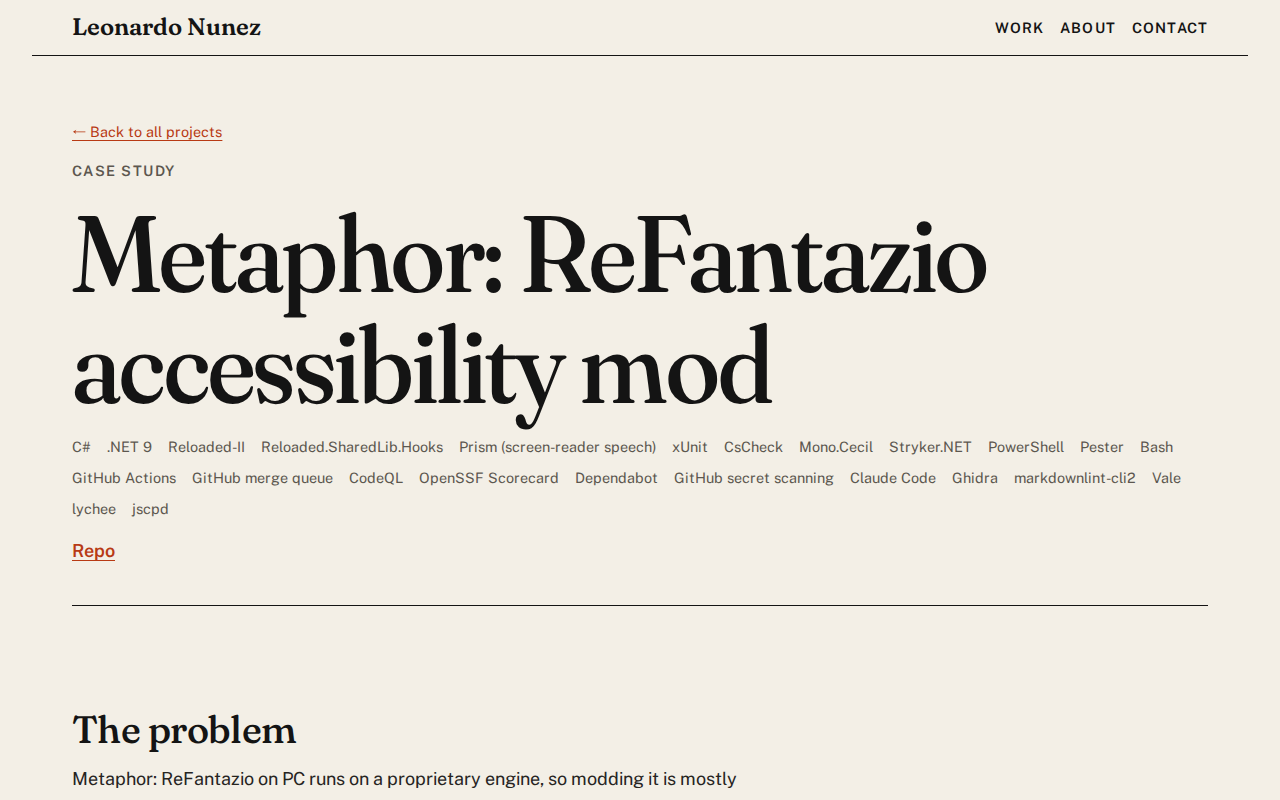 Leonardo Nunez
WORK ABOUT CONTACT
← Back to all projects
CASE STUDY
Metaphor: ReFantazio
accessibility mod
C# .NET 9 Reloaded-II Reloaded.SharedLib.Hooks Prism (screen-reader speech) xUnit CsCheck Mono.Cecil Stryker.NET PowerShell Pester Bash
GitHub Actions GitHub merge queue CodeQL OpenSSF Scorecard Dependabot GitHub secret scanning Claude Code Ghidra markdownlint-cli2 Vale
lychee jscpd
Repo
The problem
Metaphor: ReFantazio on PC runs on a proprietary engine, so modding it is mostly